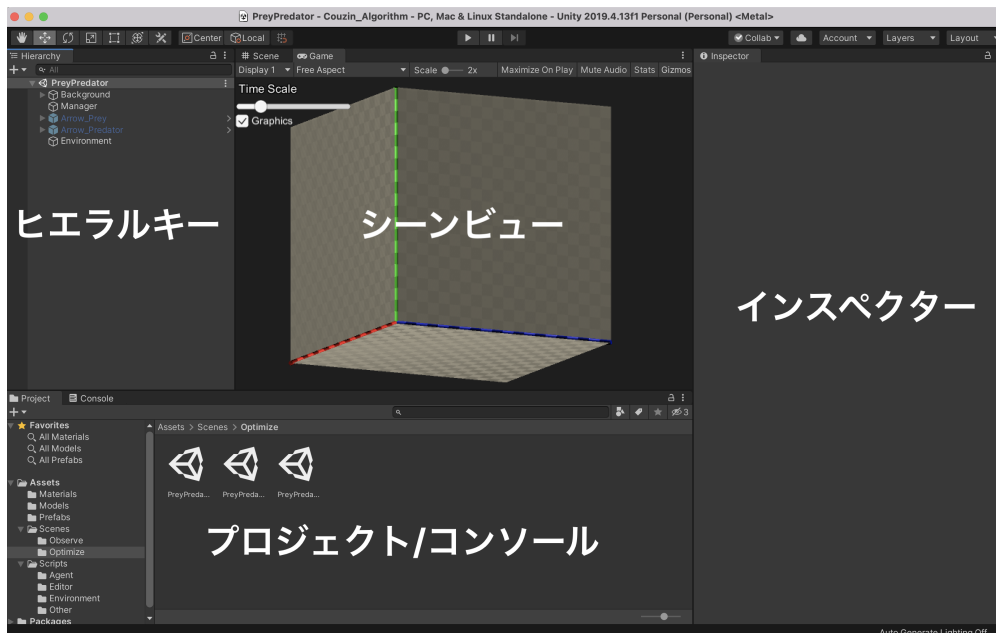 PreyPredator - Couzin_Algorithm - PC, Mac & Linux Standalone - Unity 2019.4.13f1 Personal (Personal) <Metal>
Center Local Collab Account Layers Layout
Hierarchy
All
PreyPredator
Background
Manager
Arrow_Prey
Arrow_Predator
Environment
ヒエラルキー
Scene Game
Display 1 Free Aspect Scale 2x Maximize On Play Mute Audio Stats Gizmos
Time Scale
Graphics
シーンビュー
Inspector
インスペクター
Project Console
3
Favorites
All Materials
All Models
All Prefabs
Assets
Materials
Models
Prefabs
Scenes
Observe
Optimize
Scripts
Agent
Editor
Environment
Other
Packages
Assets > Scenes > Optimize
PreyPreda... PreyPreda... PreyPreda...
プロジェクト/コンソール
Auto Generate Lighting Off